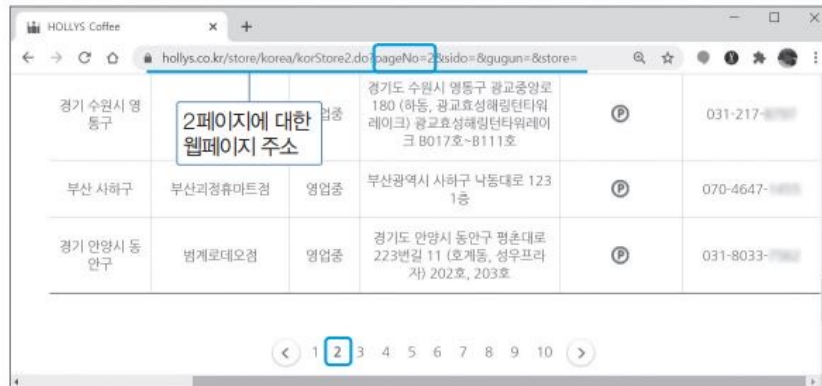 HOLLYS Coffee
hollys.co.kr/store/korea/korStore2.do?pageNo=2&sido=&gugun=&store=
2페이지에 대한
웹페이지 주소
경기 수원시 영
통구
업중
경기도 수원시 영통구 광교중앙로
180 (하동, 광교효성해링턴타워
레이크) 광교효성해링턴타워레이
크 B017호~B111호
P
031-217-
부산 사하구
부산괴정휴마트점
영업중
부산광역시 사하구 낙동대로 123
1층
P
070-4647-
경기 안양시 동
안구
범계로데오점
영업중
경기도 안양시 동안구 평촌대로
223번길 11 (호계동, 성우프라
자) 202호, 203호
P
031-8033-
1 2 3 4 5 6 7 8 9 10